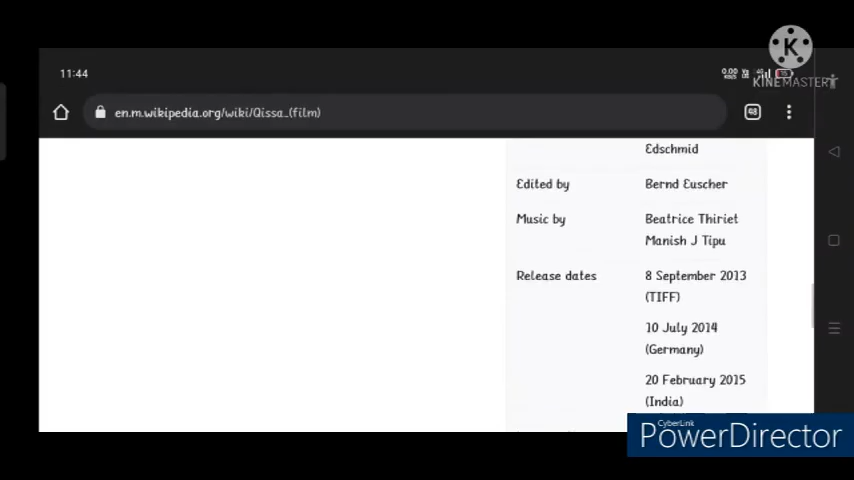 11:44
KINEMASTER
en.m.wikipedia.org/wiki/Qissa_(film)
Edschmid
Edited by Bernd Euscher
Music by Beatrice Thiriet
Manish J Tipu
Release dates 8 September 2013
(TIFF)
10 July 2014
(Germany)
20 February 2015
(India)
CyberLink
PowerDirector